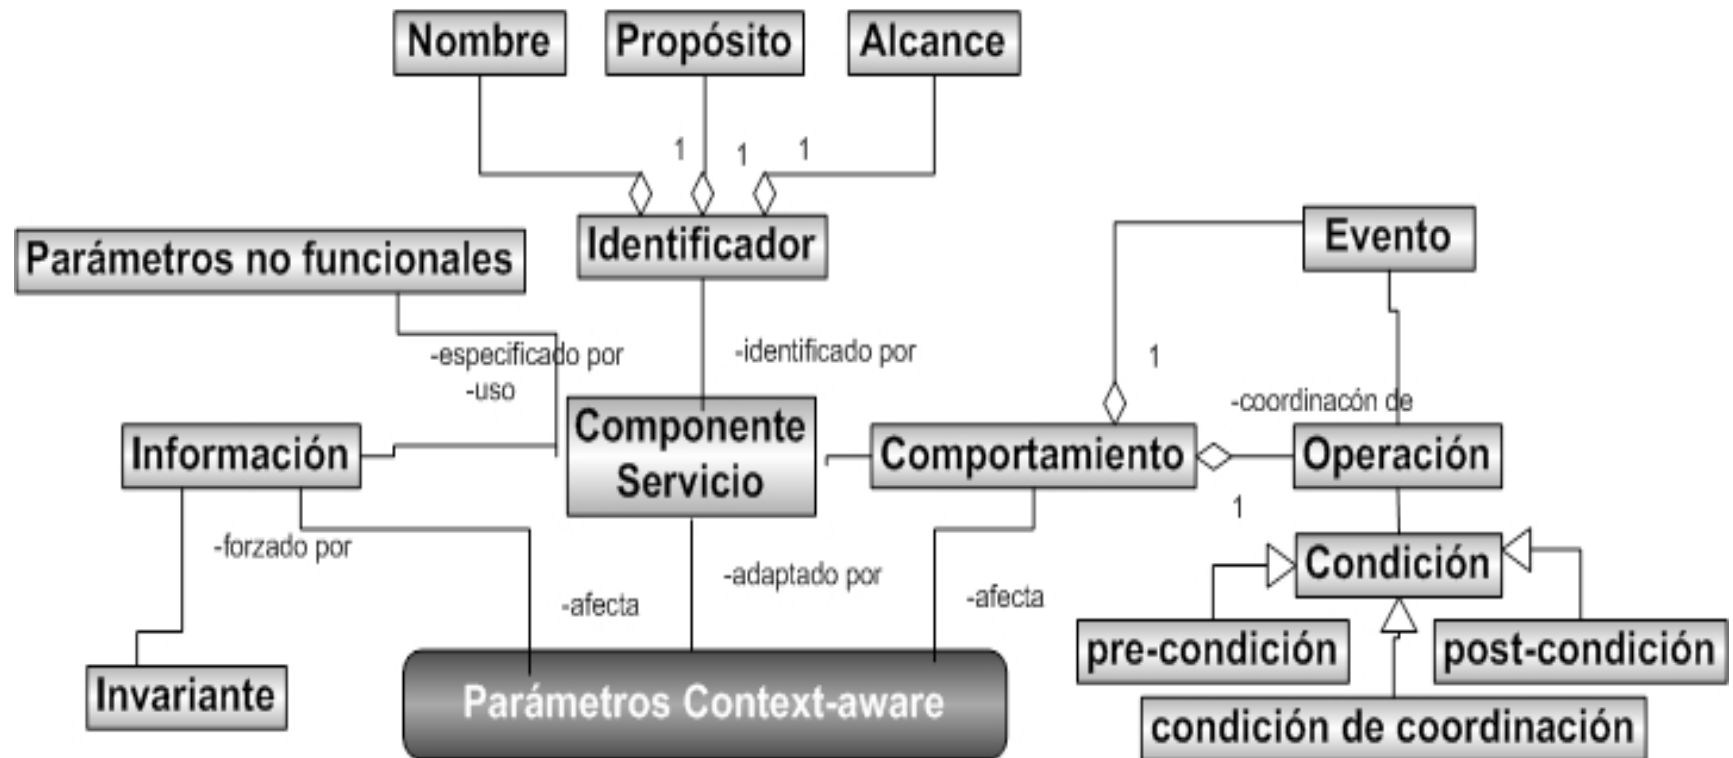 Nombre
Propósito
Alcance
1
1
1
Identificador
Evento
Parámetros no funcionales
-especificado por
-identificado por
1
-uso
-coordinacón de
Información
Componente
Servicio
Comportamiento
Operación
1
-forzado por
-adaptado por
-afecta
-afecta
Condición
pre-condición
post-condición
Invariante
Parámetros Context-aware
condición de coordinación